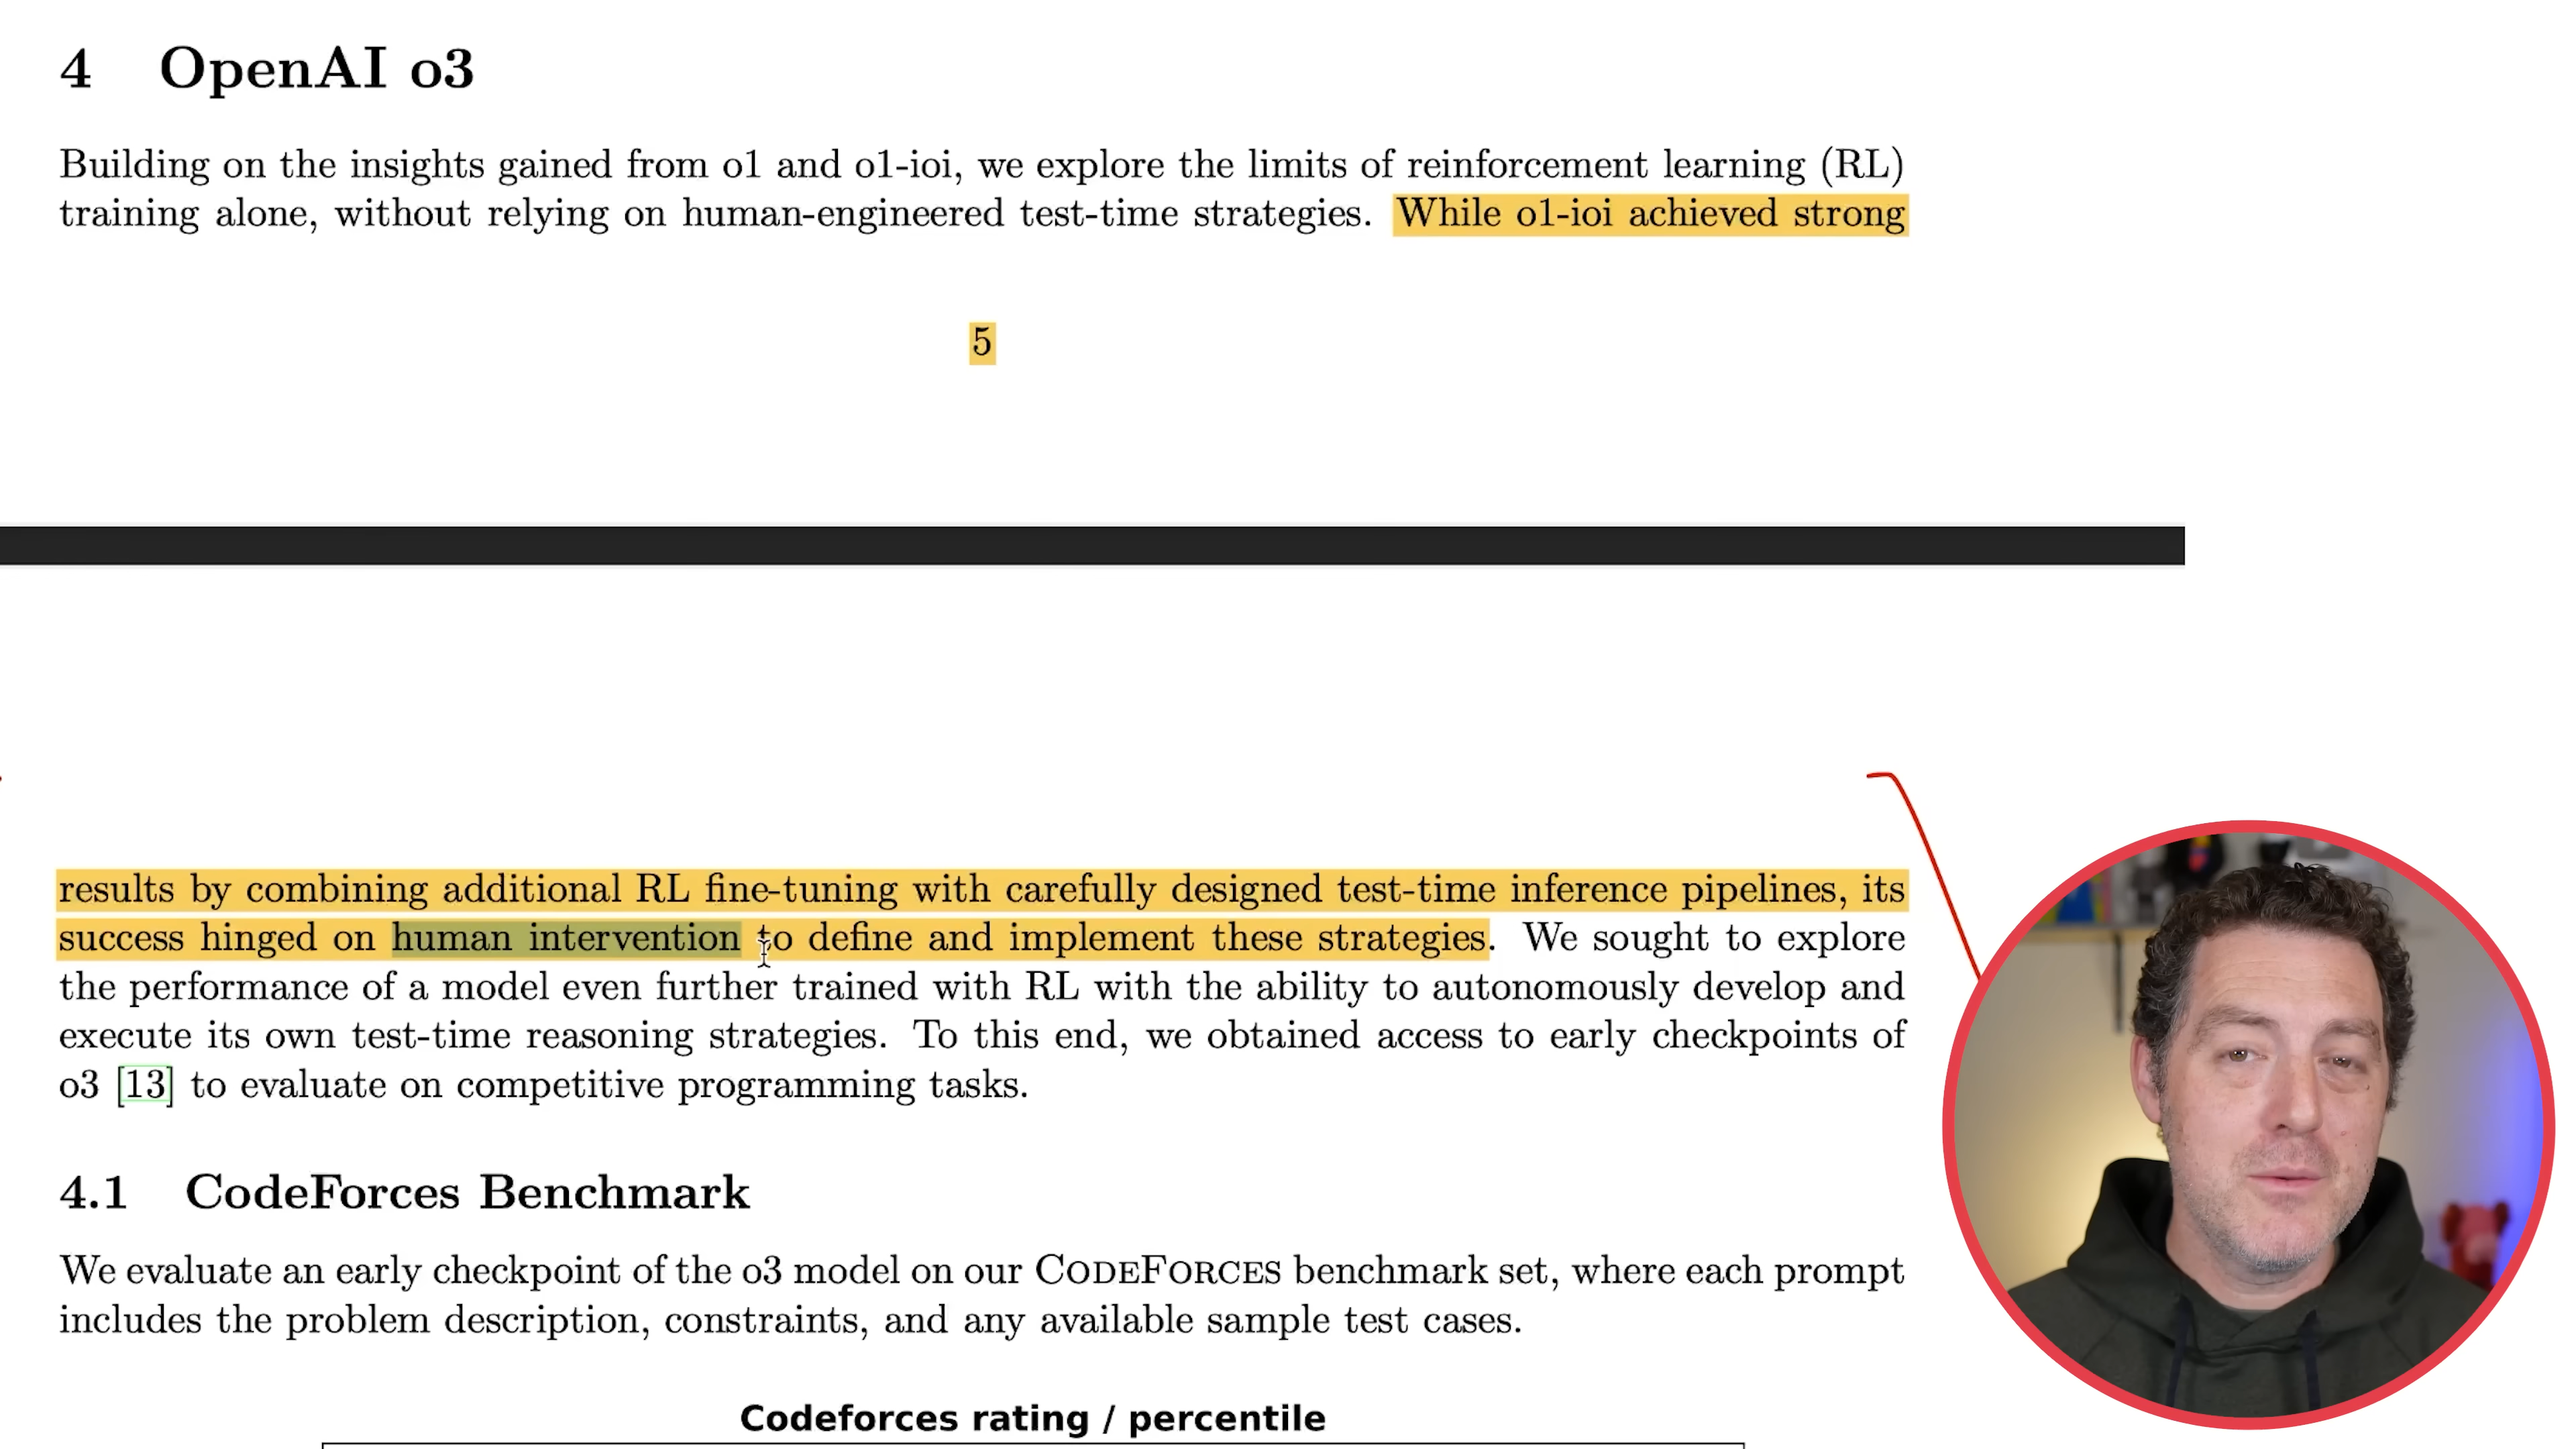 4 OpenAI o3
Building on the insights gained from o1 and o1-ioi, we explore the limits of reinforcement learning (RL)
training alone, without relying on human-engineered test-time strategies. While o1-ioi achieved strong
5
results by combining additional RL fine-tuning with carefully designed test-time inference pipelines, its
success hinged on human intervention to define and implement these strategies. We sought to explore
the performance of a model even further trained with RL with the ability to autonomously develop and
execute its own test-time reasoning strategies. To this end, we obtained access to early checkpoints of
o3 [13] to evaluate on competitive programming tasks.
4.1 CodeForces Benchmark
We evaluate an early checkpoint of the o3 model on our CODEFORCES benchmark set, where each prompt
includes the problem description, constraints, and any available sample test cases.
Codeforces rating / percentile